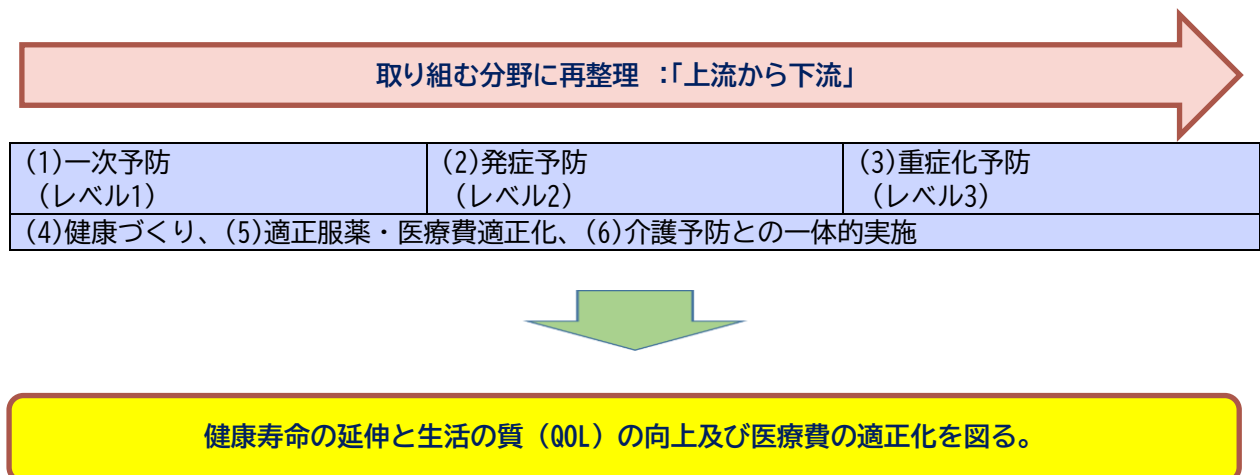 取り組む分野に再整理 ：「上流から下流」
(1)一次予防
(レベル1)
(2)発症予防
(レベル2)
(3)重症化予防
(レベル3)
(4)健康づくり、(5)適正服薬・医療費適正化、(6)介護予防との一体的実施
健康寿命の延伸と生活の質（QOL）の向上及び医療費の適正化を図る。